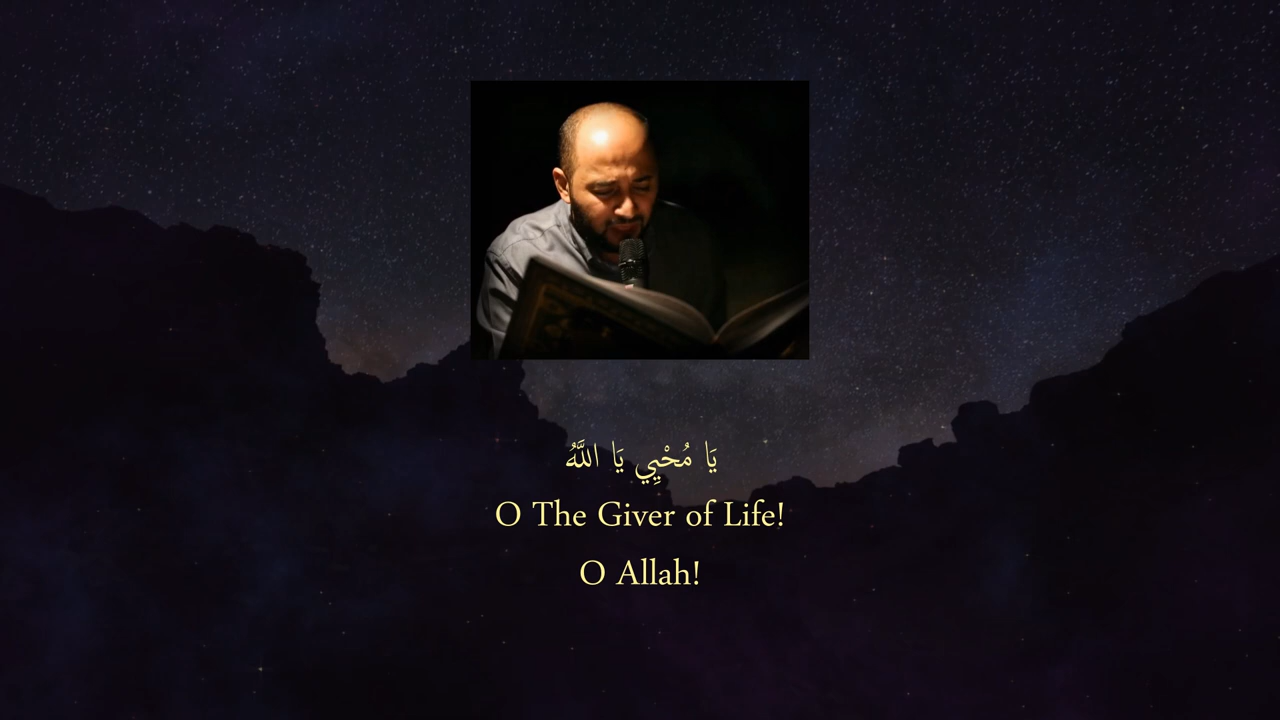 يَا مُحْيِي يَا اللَّهُ
O The Giver of Life!
O Allah!